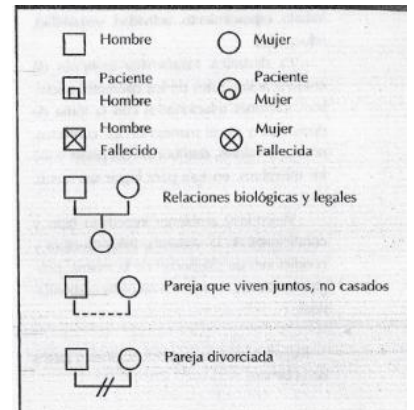 Hombre Mujer
Paciente Paciente
Hombre Mujer
Hombre Mujer
Fallecido Fallecida
Relaciones biológicas y legales
Pareja que viven juntos, no casados
Pareja divorciada